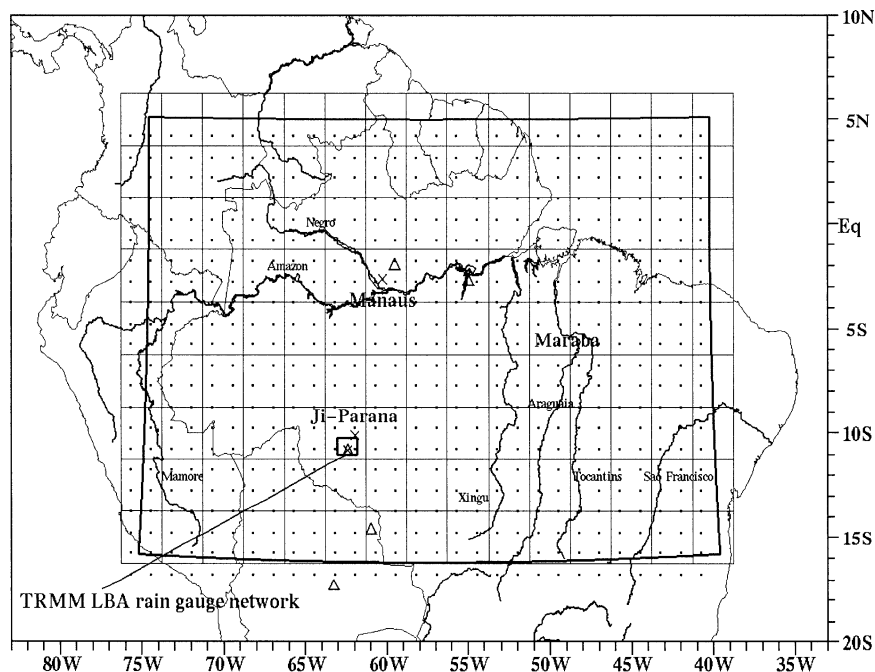 10N
5N
Negro
Eq
Amazon
Manaus
5S
Maraba
Araguaia
Ji-Parana
10S
Mamore
Xingu
Tocantins
Sao Francisco
15S
TRMM LBA rain gauge network
20S
80W 75W 70W 65W 60W 55W 50W 45W 40W 35W